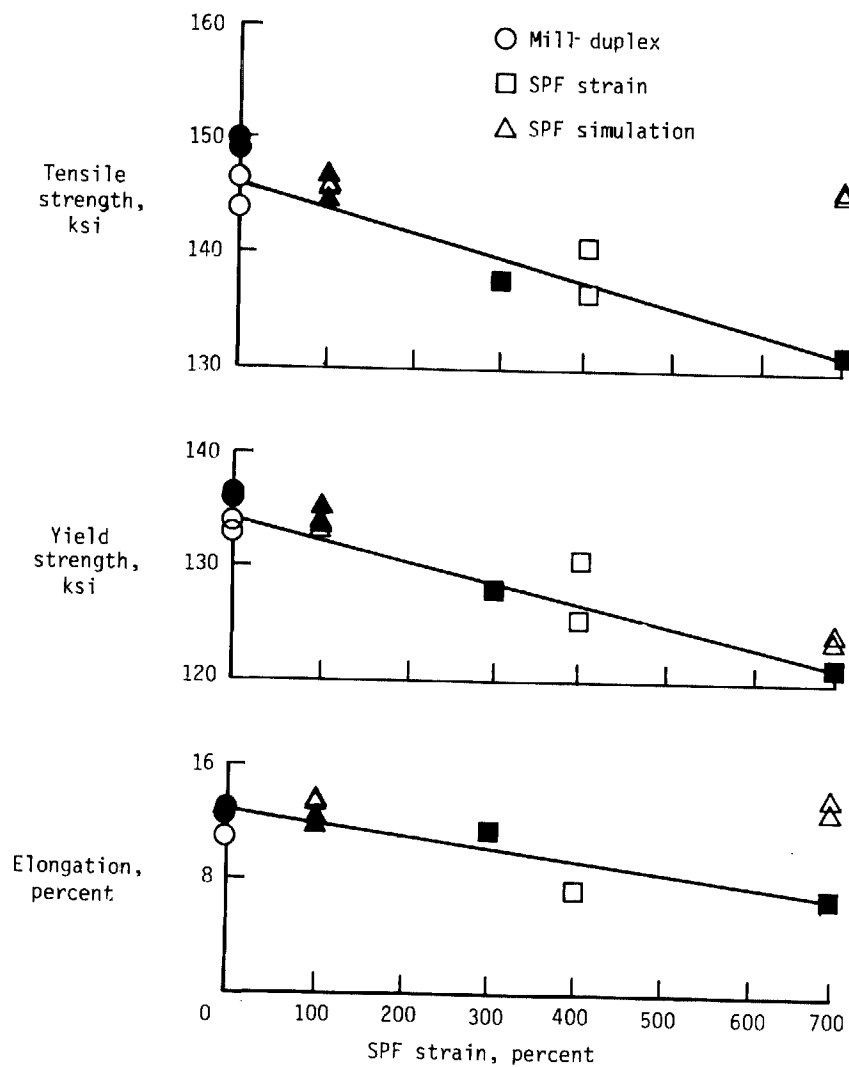 160
150
140
130
Tensile
strength,
ksi
Mill-duplex
SPF strain
SPF simulation
140
130
120
Yield
strength,
ksi
16
8
0
Elongation,
percent
100
200
300
400
500
600
700
SPF strain, percent